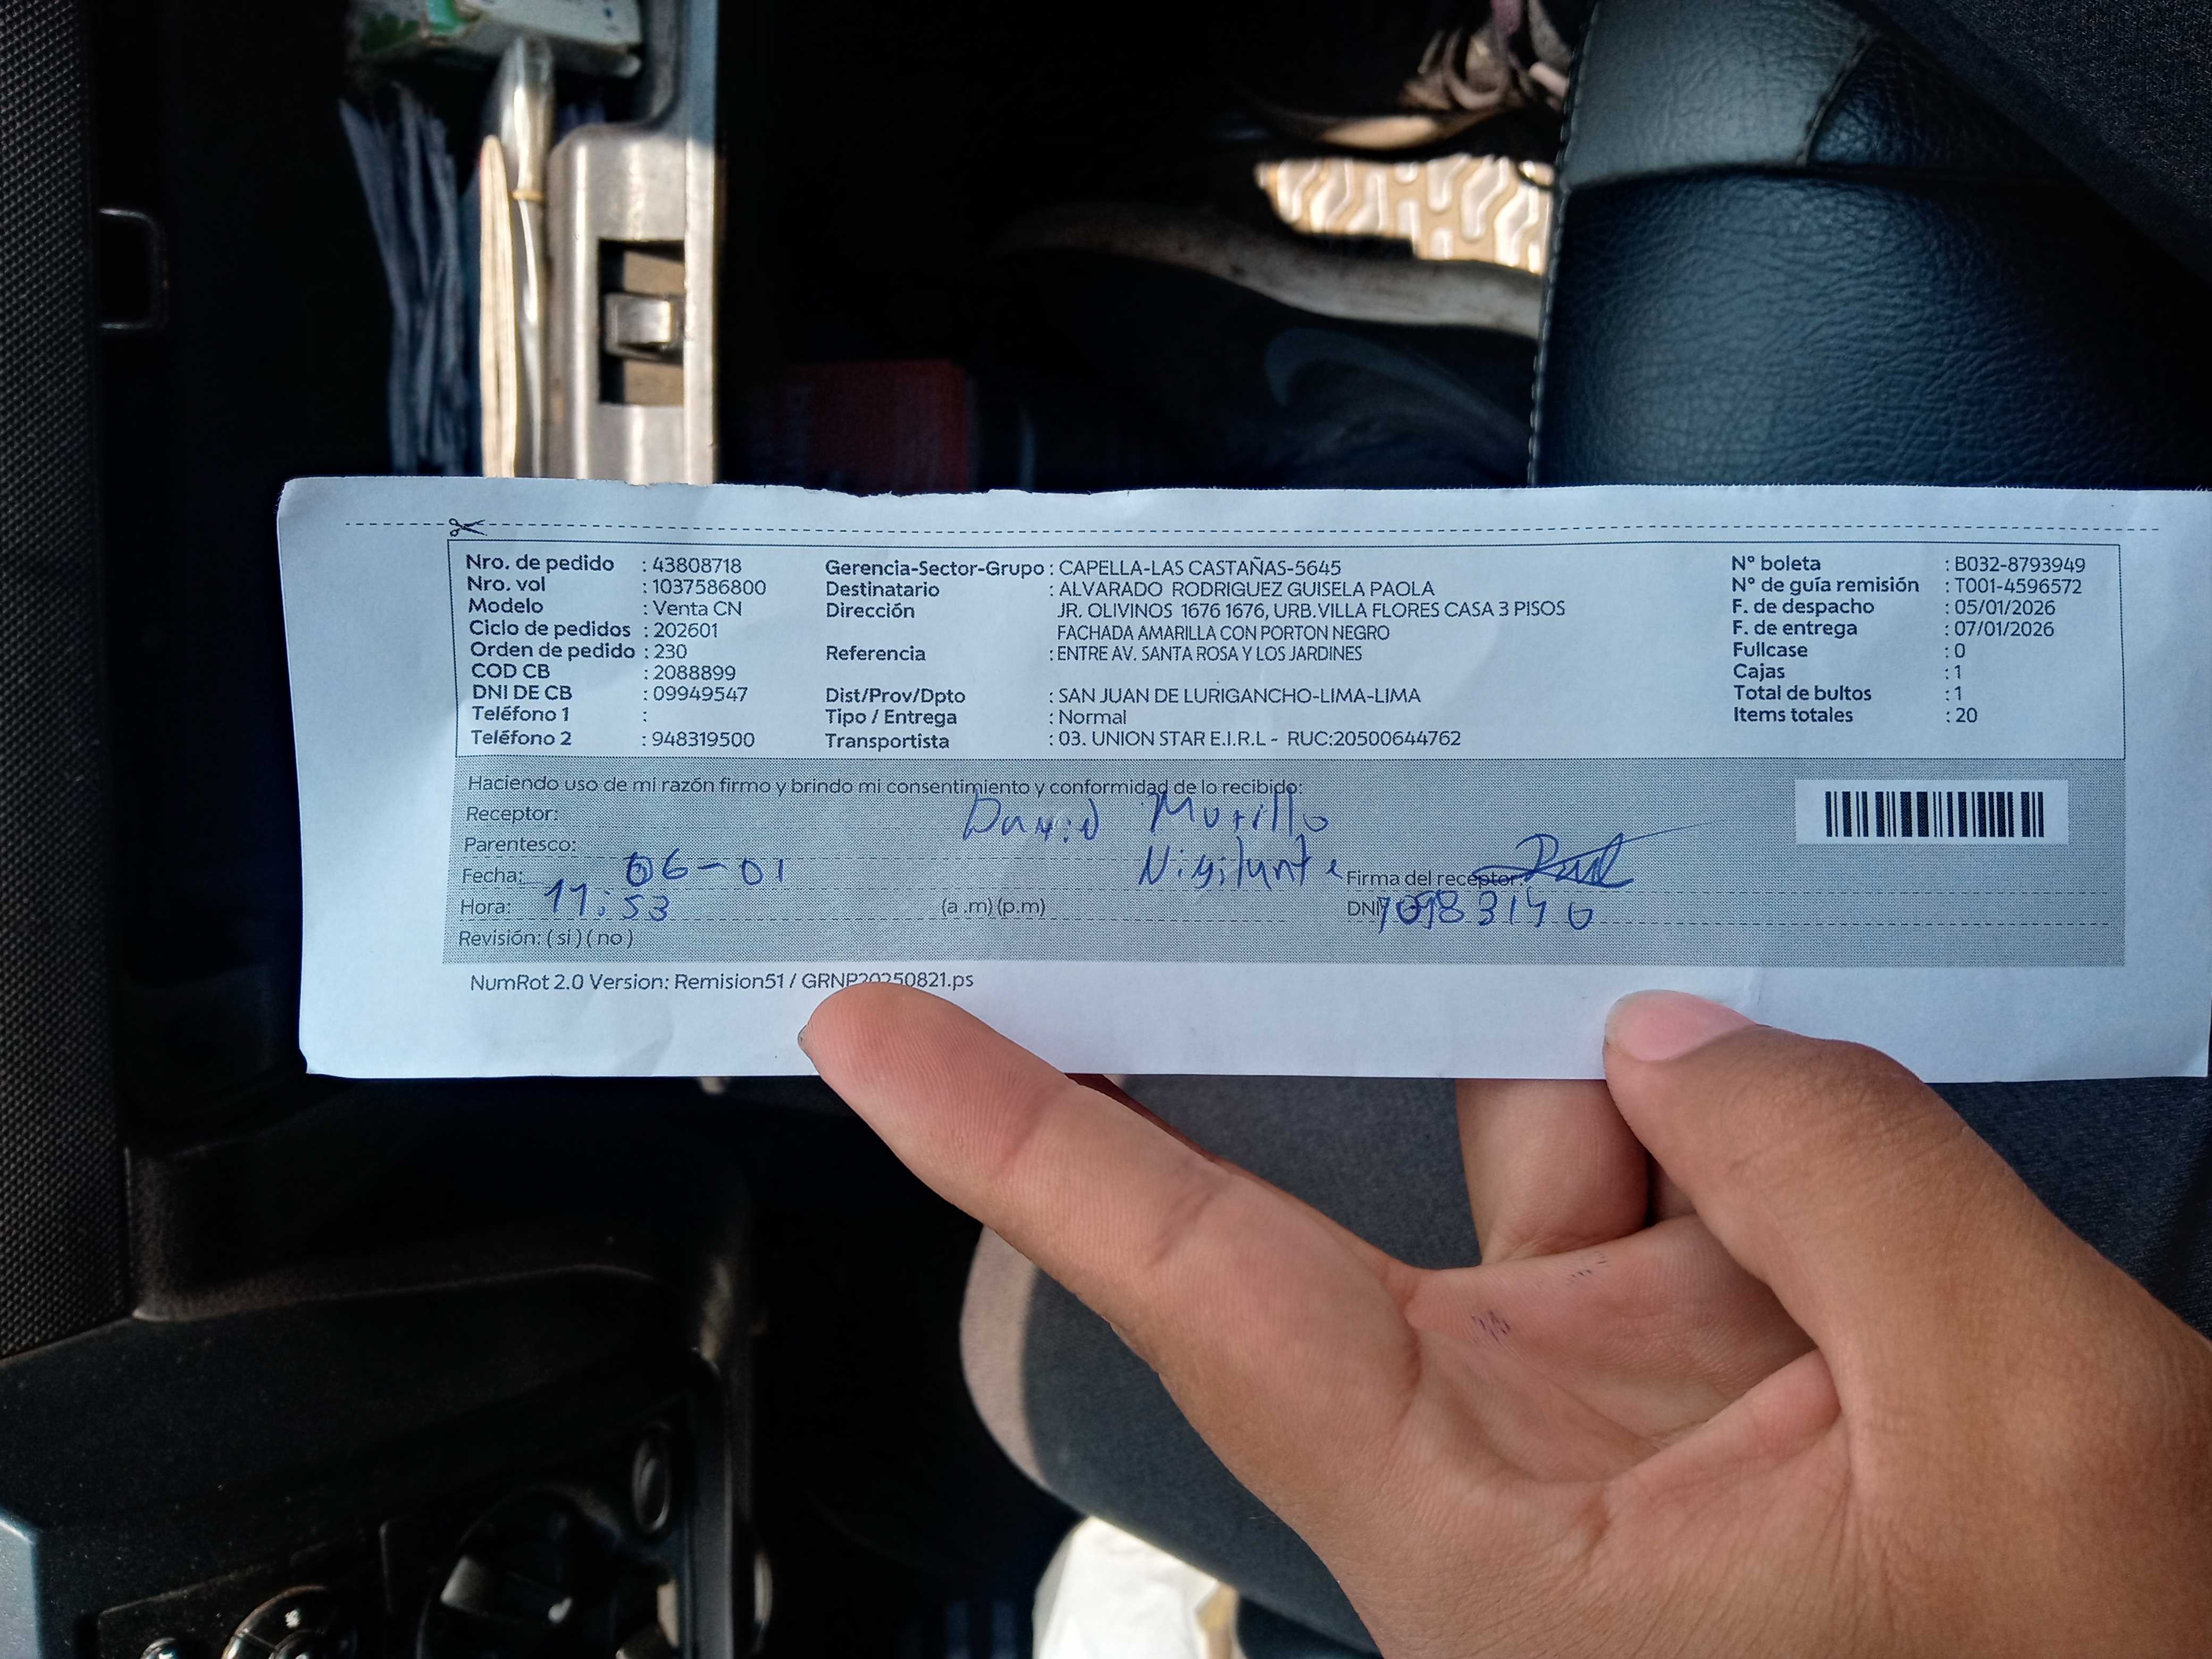 Nro. de pedido : 43808718
Nro. vol : 1037586800
Modelo : Venta CN
Ciclo de pedidos : 202601
Orden de pedido : 230
COD CB : 2088899
DNI DE CB : 09949547
Teléfono 1 :
Teléfono 2 : 948319500
Gerencia-Sector-Grupo : CAPELLA-LAS CASTAÑAS-5645
Destinatario : ALVARADO RODRIGUEZ GUISELA PAOLA
Dirección JR. OLIVINOS 1676 1676, URB.VILLA FLORES CASA 3 PISOS
FACHADA AMARILLA CON PORTON NEGRO
Referencia : ENTRE AV. SANTA ROSA Y LOS JARDINES
Dist/Prov/Dpto : SAN JUAN DE LURIGANCHO-LIMA-LIMA
Tipo / Entrega : Normal
Transportista : 03. UNION STAR E.I.R.L - RUC:20500644762
N° boleta : B032-8793949
N° de guía remisión : T001-4596572
F. de despacho : 05/01/2026
F. de entrega : 07/01/2026
Fullcase : 0
Cajas : 1
Total de bultos : 1
Items totales : 20
Haciendo uso de mi razón firmo y brindo mi consentimiento y conformidad de lo recibido:
Receptor: David Murillo
Parentesco: Vigilante
Fecha: 06-01 Firma del receptor:
Hora: 11:53 (a .m) (p.m) DNI
Revisión: ( si ) ( no )
NumRot 2.0 Version: Remision51 / GRNP20250821.ps